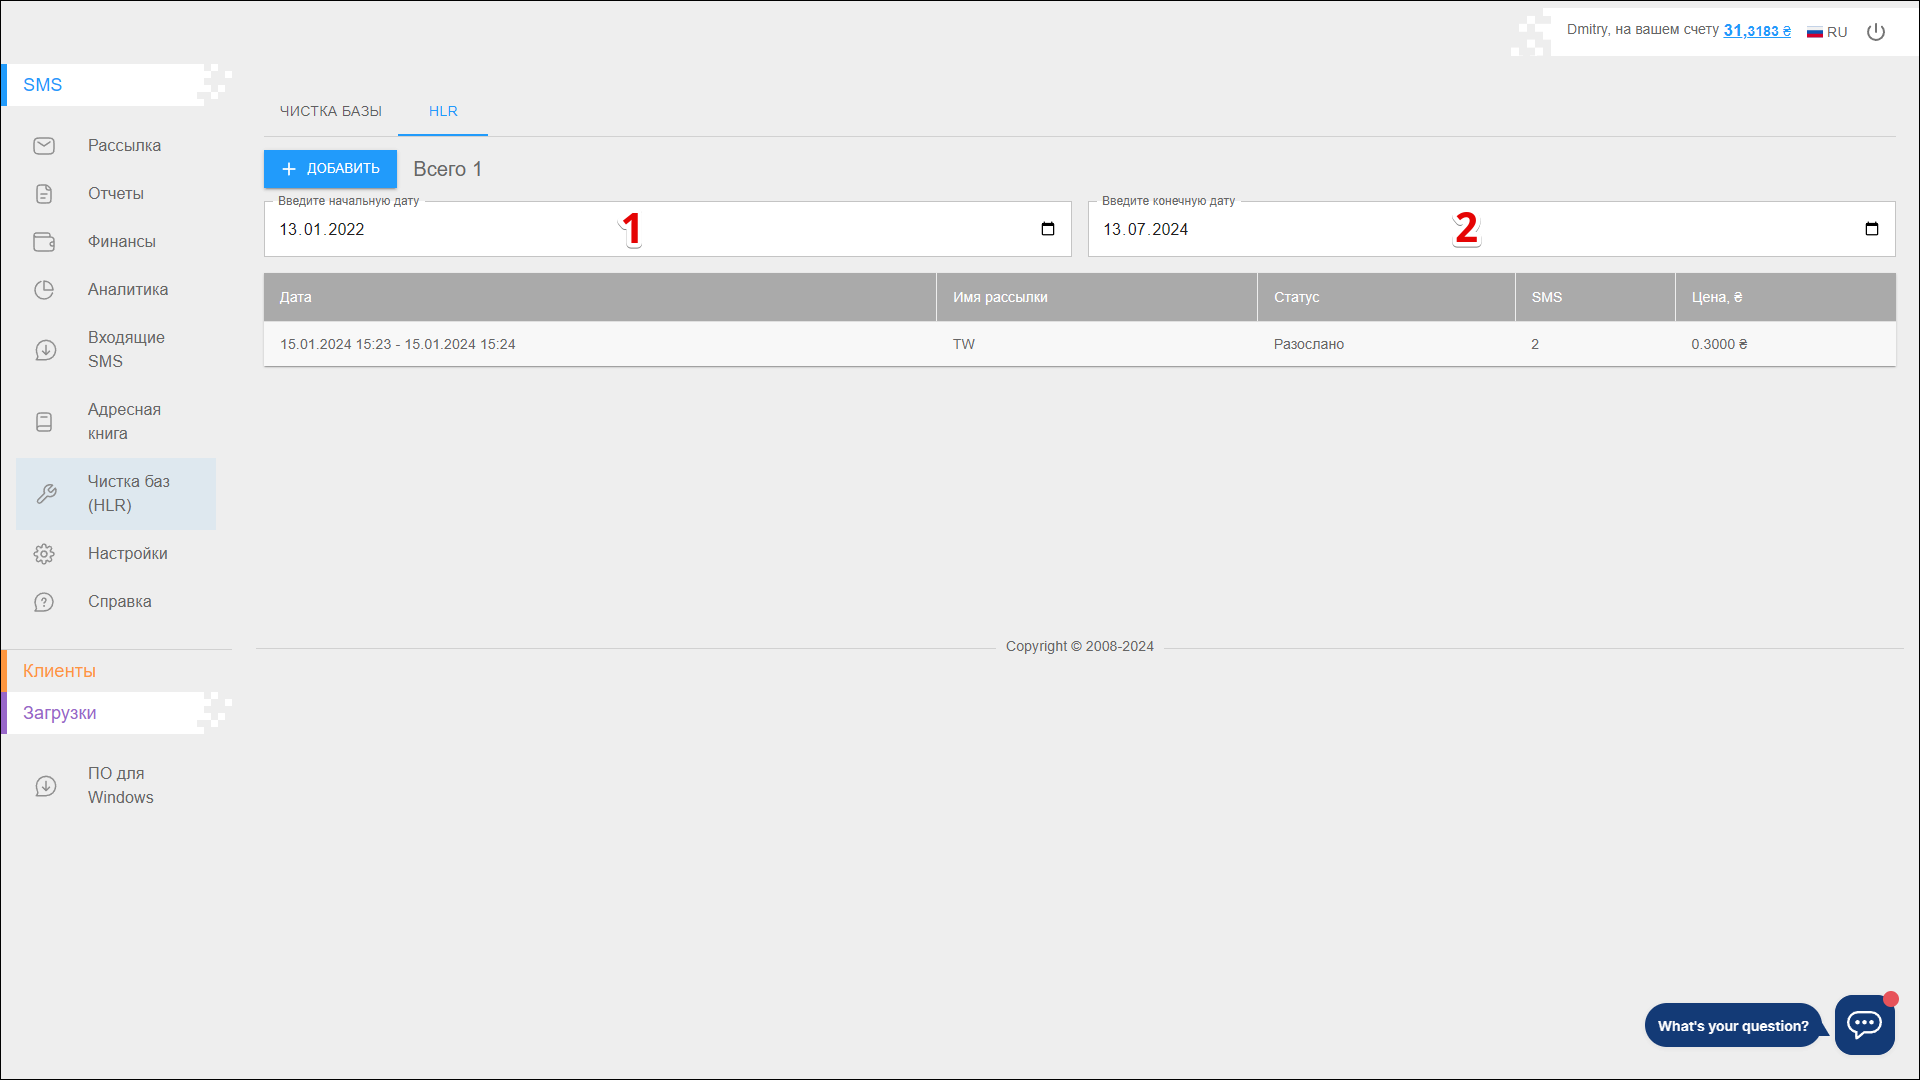 Dmitry, на вашем счету 31,3183 ₴ RU
SMS
Рассылка
Отчеты
Финансы
Аналитика
Входящие
SMS
Адресная
книга
Чистка баз
(HLR)
Настройки
Справка
Клиенты
Загрузки
ПО для
Windows
ЧИСТКА БАЗЫ HLR
ДОБАВИТЬ Всего 1
Введите начальную дату Введите конечную дату
13.01.2022 1 13.07.2024 2
Дата Имя рассылки Статус SMS Цена, ₴
15.01.2024 15:23 - 15.01.2024 15:24 TW Разослано 2 0.3000 ₴
Copyright © 2008-2024
What's your question?